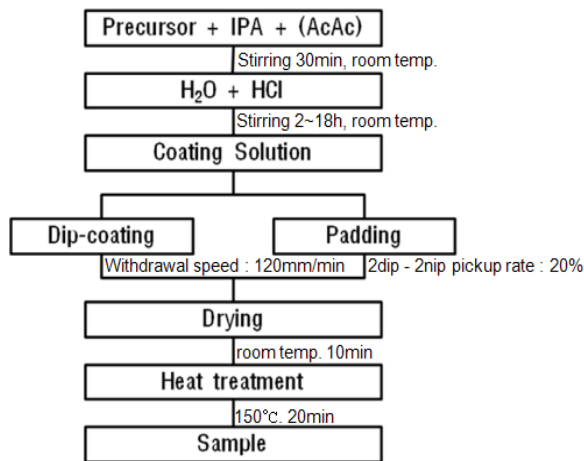 Precursor + IPA + (AcAc)
Stirring 30min, room temp.
H₂O + HCl
Stirring 2~18h, room temp.
Coating Solution
Dip-coating
Padding
Withdrawal speed : 120mm/min
2dip - 2nip pickup rate : 20%
Drying
room temp. 10min
Heat treatment
150℃. 20min
Sample